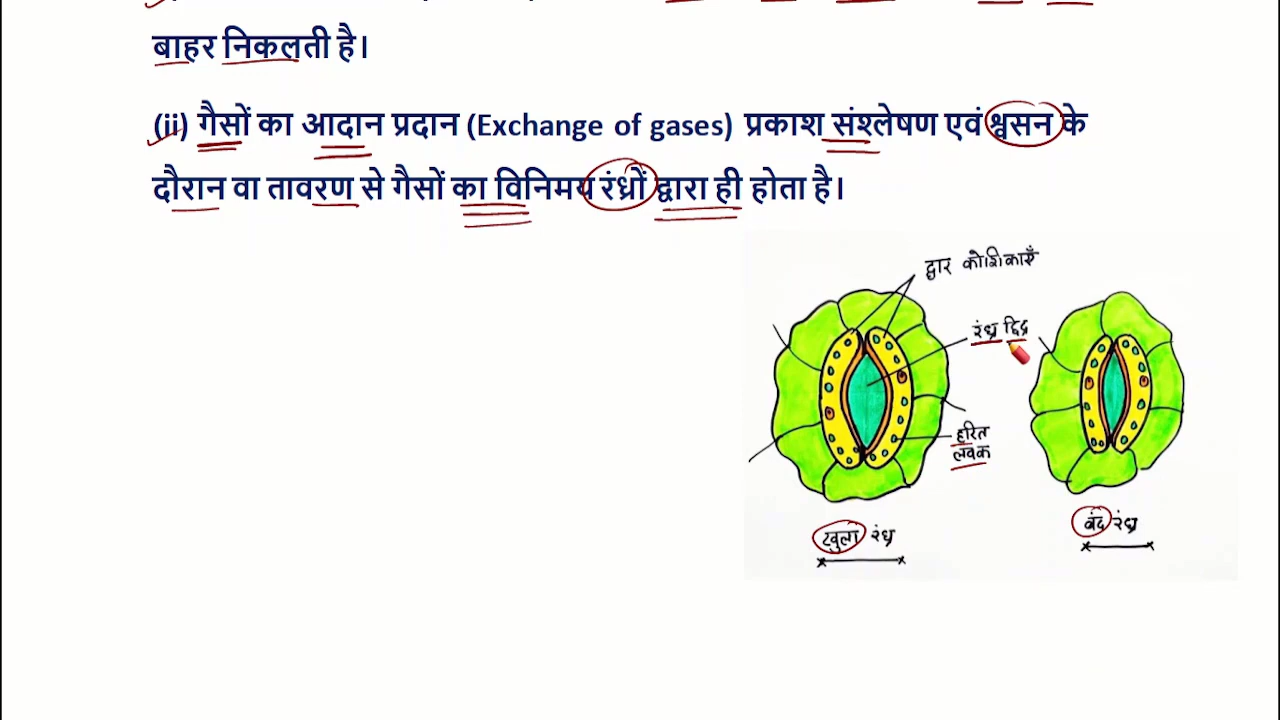 बाहर निकलती है।
(ii) गैसों का आदान प्रदान (Exchange of gases) प्रकाश संश्लेषण एवं श्वसन के
दौरान वा तावरण से गैसों का विनिमय रंध्रों द्वारा ही होता है।
द्वार कोशिकाएँ
रंध्र छिद्र
हरित
लवक
खुला रंध्र
बंद रंध्र